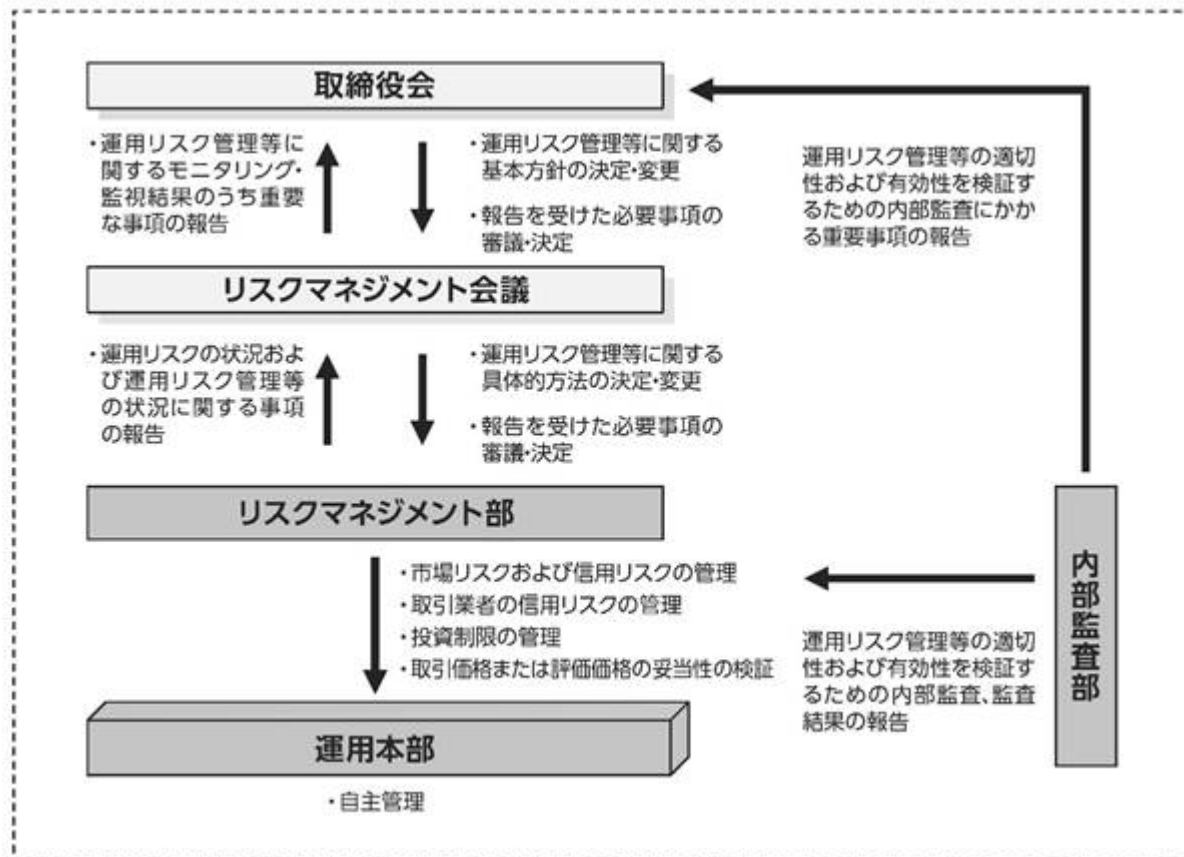 取締役会
・運用リスク管理等に
関するモニタリング・
監視結果のうち重要
な事項の報告
・運用リスク管理等に関する
基本方針の決定・変更
・報告を受けた必要事項の
審議・決定
運用リスク管理等の適切
性および有効性を検証す
るための内部監査にかか
る重要事項の報告
リスクマネジメント会議
・運用リスクの状況およ
び運用リスク管理等
の状況に関する事項
の報告
・運用リスク管理等に関する
具体的方法の決定・変更
・報告を受けた必要事項の
審議・決定
リスクマネジメント部
・市場リスクおよび信用リスクの管理
・取引業者の信用リスクの管理
・投資制限の管理
・取引価格または評価価格の妥当性の検証
内部監査部
運用リスク管理等の適切
性および有効性を検証す
るための内部監査、監査
結果の報告
運用本部
・自主管理